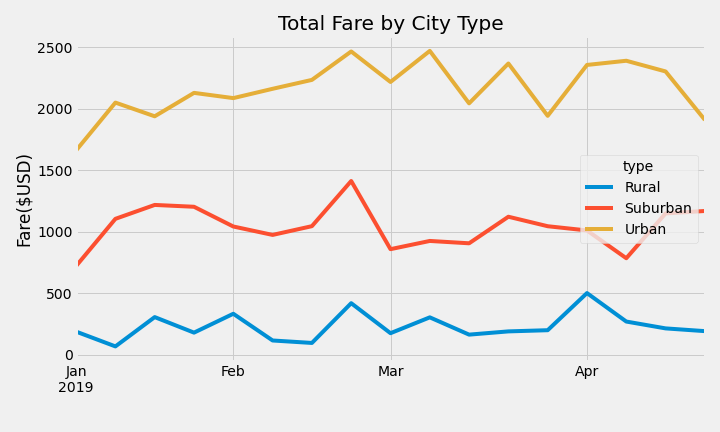 Total Fare by City Type
Fare($USD)
2500
2000
1500
1000
500
0
type
Rural
Suburban
Urban
Jan Feb Mar Apr
2019